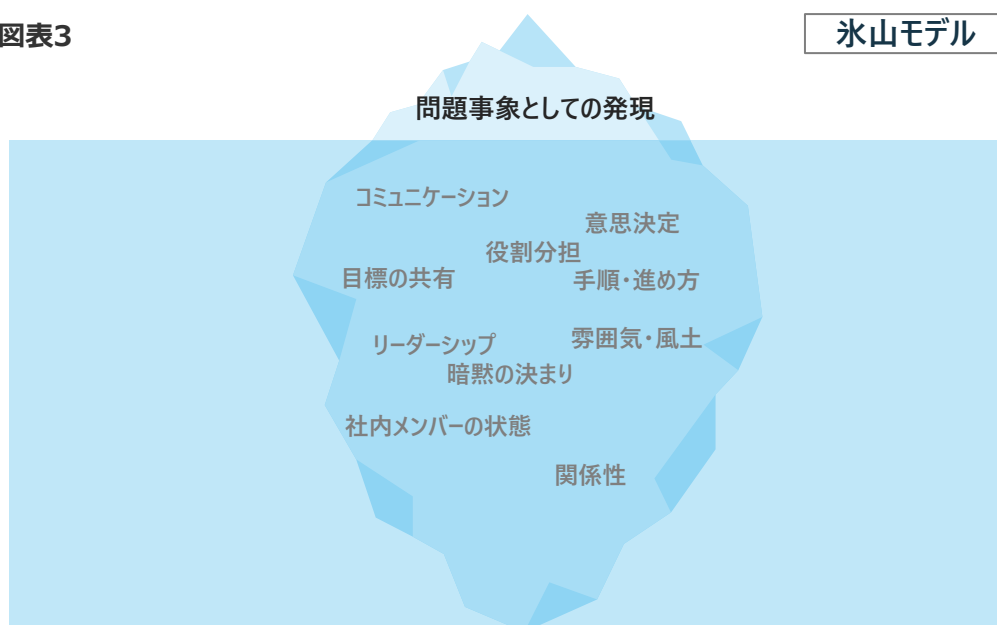 図表3
氷山モデル
問題事象としての発現
コミュニケーション
意思決定
役割分担
目標の共有
手順・進め方
リーダーシップ
雰囲気・風土
暗黙の決まり
社内メンバーの状態
関係性